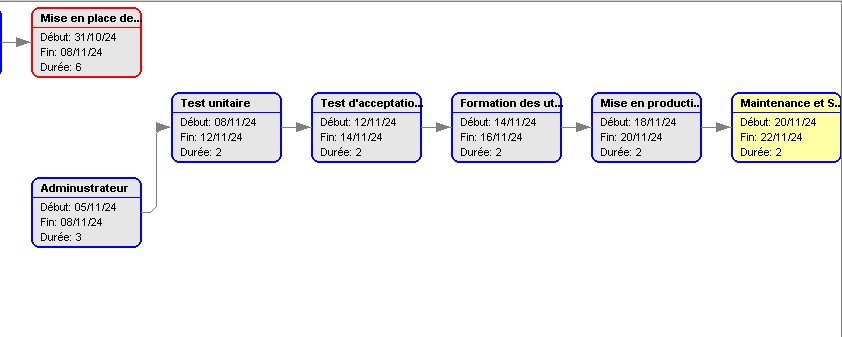 Mise en place de...
Début: 31/10/24
Fin: 08/11/24
Durée: 6
Test unitaire
Début: 08/11/24
Fin: 12/11/24
Durée: 2
Test d'acceptatio...
Début: 12/11/24
Fin: 14/11/24
Durée: 2
Formation des ut...
Début: 14/11/24
Fin: 16/11/24
Durée: 2
Mise en producti...
Début: 18/11/24
Fin: 20/11/24
Durée: 2
Maintenance et S...
Début: 20/11/24
Fin: 22/11/24
Durée: 2
Adminustrateur
Début: 05/11/24
Fin: 08/11/24
Durée: 3